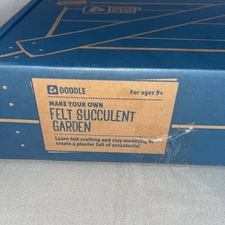 DOODLE
For ages 9+
MAKE YOUR OWN
FELT SUCCULENT
GARDEN
Learn felt crafting and clay modeling to
create a planter full of succulents!